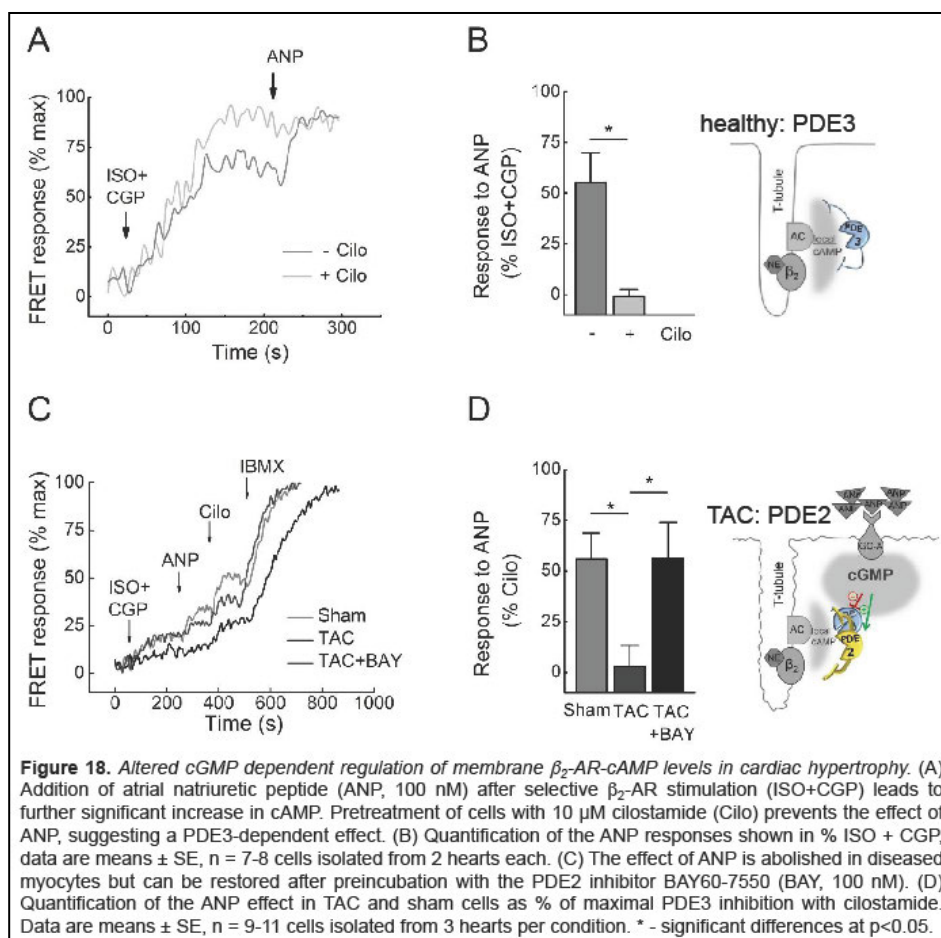 A
ANP
FRET response (% max)
100
75
50
25
0
ISO+
CGP
- Cilo
+ Cilo
0
100
200
300
Time (s)
B
Response to ANP
(% ISO+CGP)
100
75
50
25
0
*
-
+
Cilo
healthy: PDE3
T-tubule
AC
local
cAMP
PDE
3
NE
β2
C
FRET response (% max)
100
75
50
25
0
ISO+
CGP
ANP
Cilo
IBMX
Sham
TAC
TAC+BAY
0
200
400
600
800
1000
Time (s)
D
Response to ANP
(% Cilo)
100
75
50
25
0
*
*
Sham
TAC
TAC
+BAY
TAC: PDE2
ANP
ANP
ANP
GC-A
cGMP
T-tubule
AC
local
cAMP
PDE
2
NE
β2
Figure 18. Altered cGMP dependent regulation of membrane β2-AR-cAMP levels in cardiac hypertrophy. (A)
Addition of atrial natriuretic peptide (ANP, 100 nM) after selective β2-AR stimulation (ISO+CGP) leads to
further significant increase in cAMP. Pretreatment of cells with 10 µM cilostamide (Cilo) prevents the effect of
ANP, suggesting a PDE3-dependent effect. (B) Quantification of the ANP responses shown in % ISO + CGP,
data are means ± SE, n = 7-8 cells isolated from 2 hearts each. (C) The effect of ANP is abolished in diseased
myocytes but can be restored after preincubation with the PDE2 inhibitor BAY60-7550 (BAY, 100 nM). (D)
Quantification of the ANP effect in TAC and sham cells as % of maximal PDE3 inhibition with cilostamide.
Data are means ± SE, n = 9-11 cells isolated from 3 hearts per condition. * - significant differences at p<0.05.